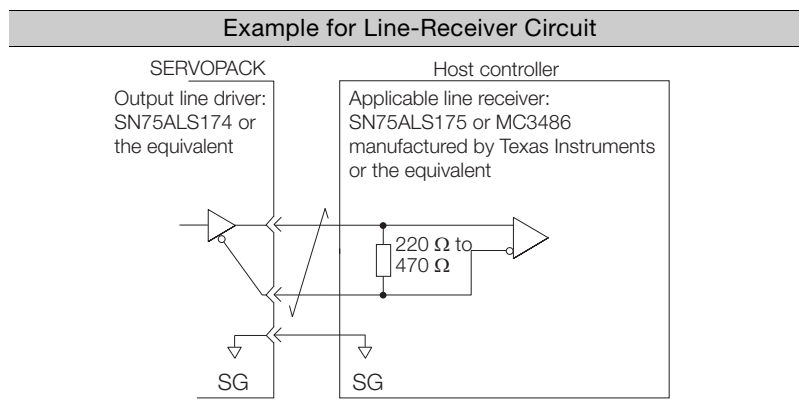 Example for Line-Receiver Circuit
SERVOPACK
Host controller
Output line driver:
SN75ALS174 or
the equivalent
Applicable line receiver:
SN75ALS175 or MC3486
manufactured by Texas Instruments
or the equivalent
220 Ω to
470 Ω
SG
SG